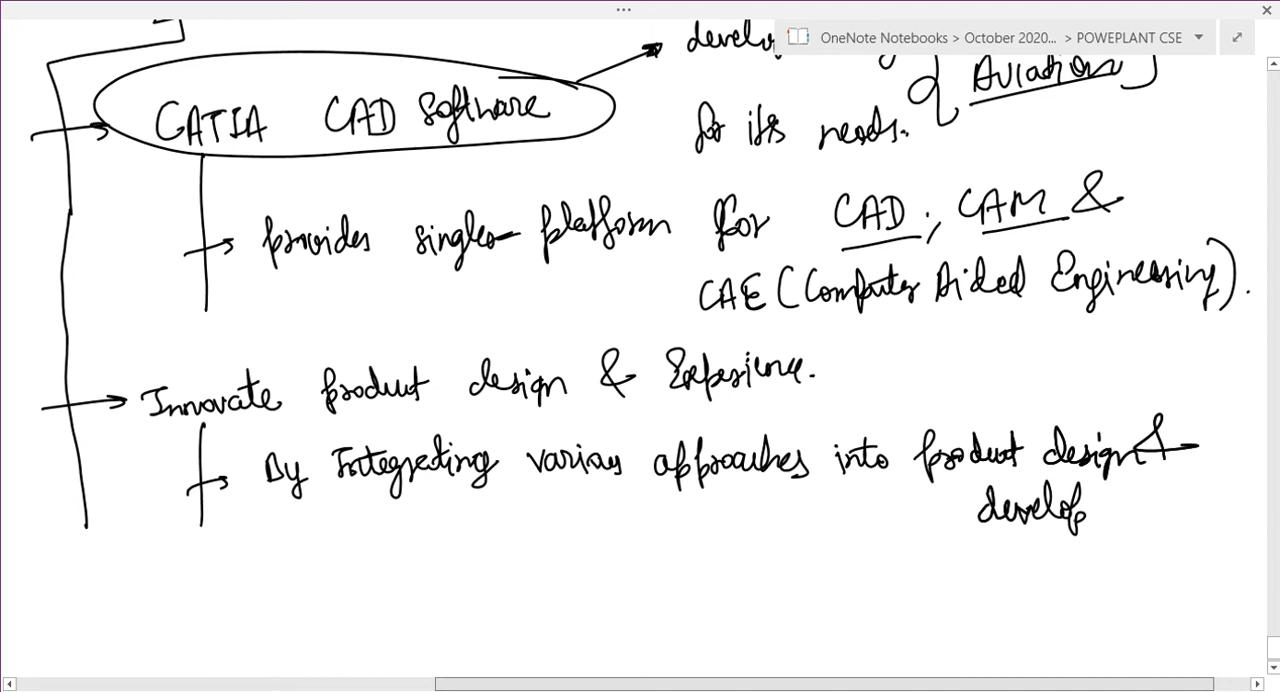 OneNote Notebooks > October 2020... > POWEPLANT CSE
develo
{Aviation}
CATIA CAD Software
for its needs.
provides single platform for CAD, CAM &
CAE (Computer Aided Engineering).
Innovate product design & Experience.
By Integrating various approaches into product design &
develop